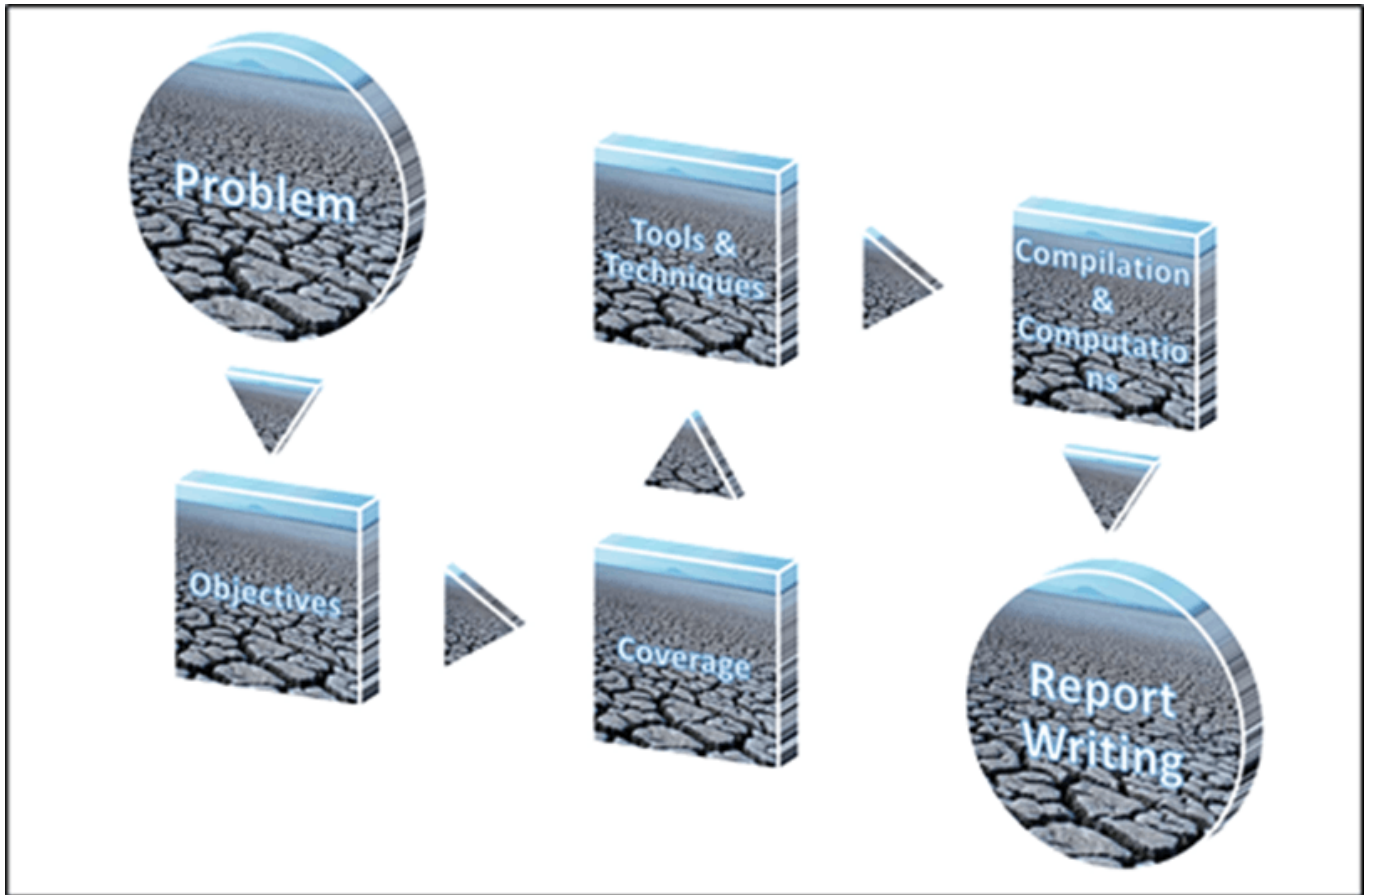 Problem
Objectives
Coverage
Tools &
Techniques
Compilation
&
Computatio
ns
Report
Writing